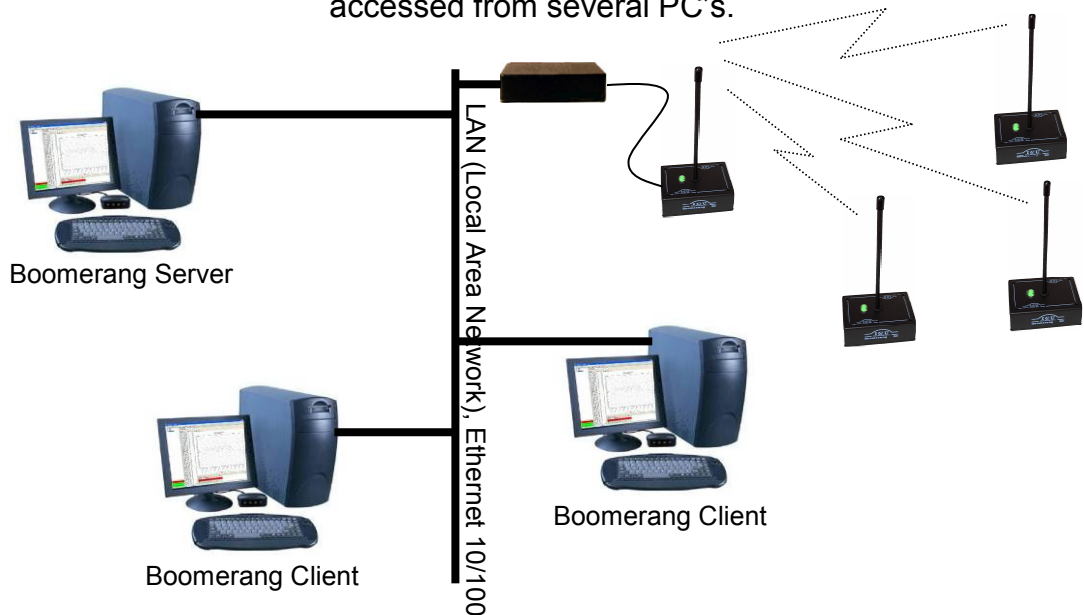 accessed from several PC's.
LAN (Local Area Network), Ethernet 10/100
Boomerang Server
Boomerang Client
Boomerang Client